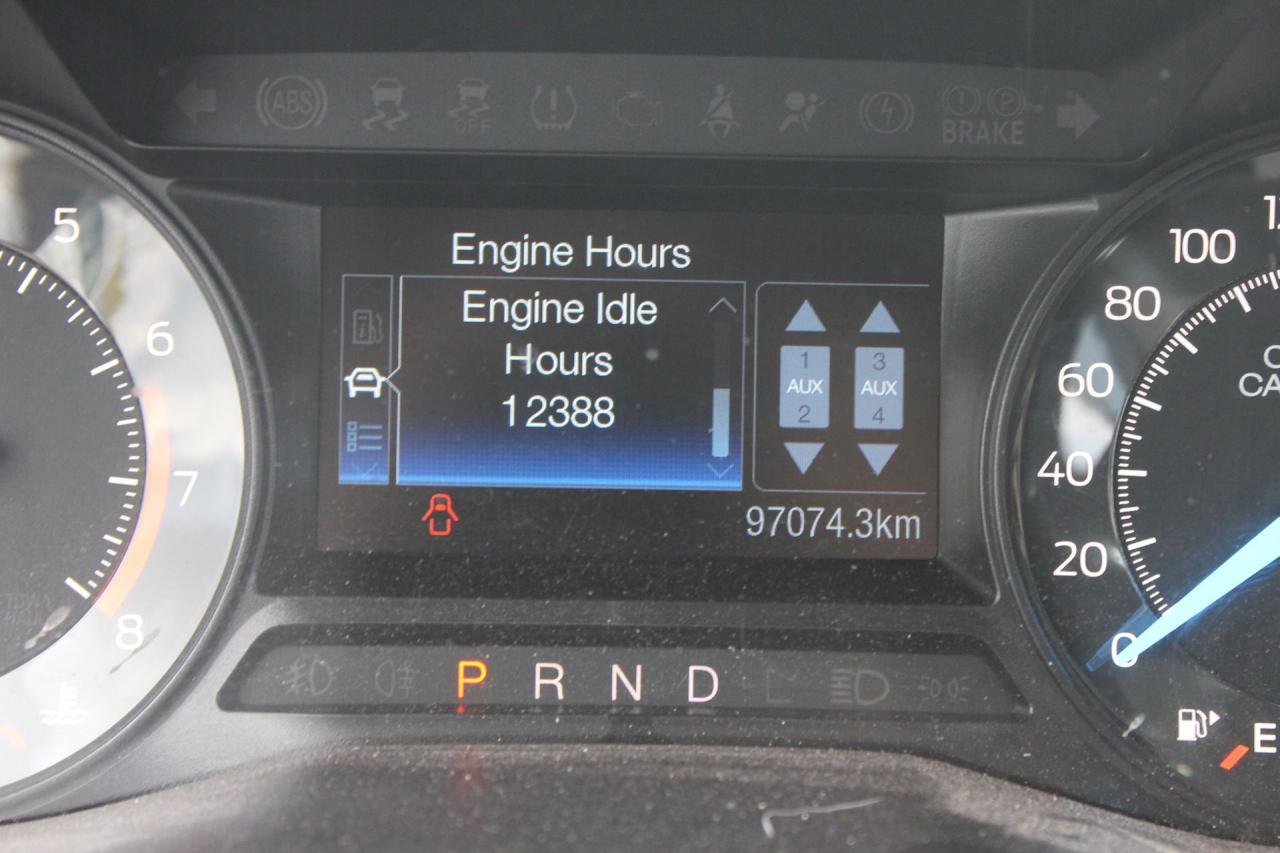 ABS
OFF
BRAKE
Engine Hours
Engine Idle
Hours
12388
1
AUX
2
3
AUX
4
97074.3km
5
6
7
8
100
80
60
40
20
0
P R N D
E